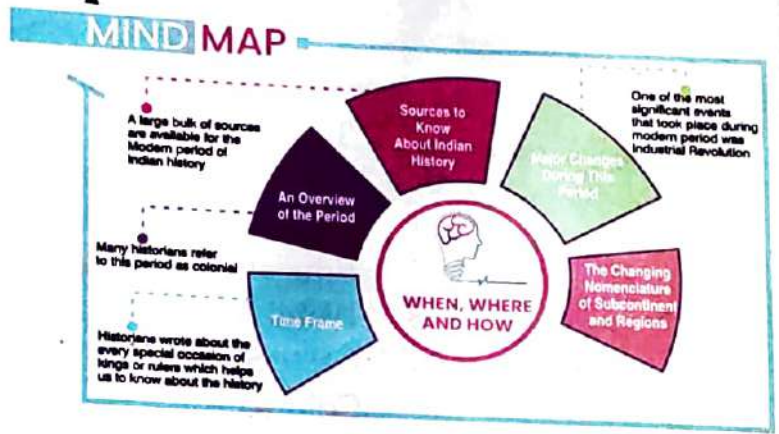 MIND MAP
A large bulk of sources
are available for the
Modern period of
Indian history
Sources to
Know
About Indian
History
One of the most
significant events
that took place during
modern period was
Industrial Revolution
Major Changes
During This
Period
An Overview
of the Period
Many historians refer
to this period as colonial
Time Frame
Historians wrote about the
every special occasion of
kings or rulers which helps
us to know about the history
WHEN, WHERE
AND HOW
The Changing
Nomenclature
of Subcontinent
and Regions